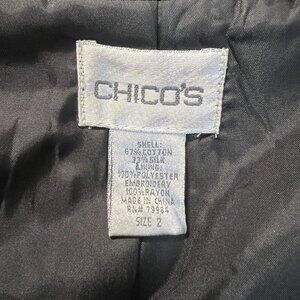 CHICO'S
SHELL:
67% COTTON
33% SILK
LINING:
100% POLYESTER
EMBROIDERY
100% RAYON
MADE IN CHINA
RN# 79984
SIZE 2